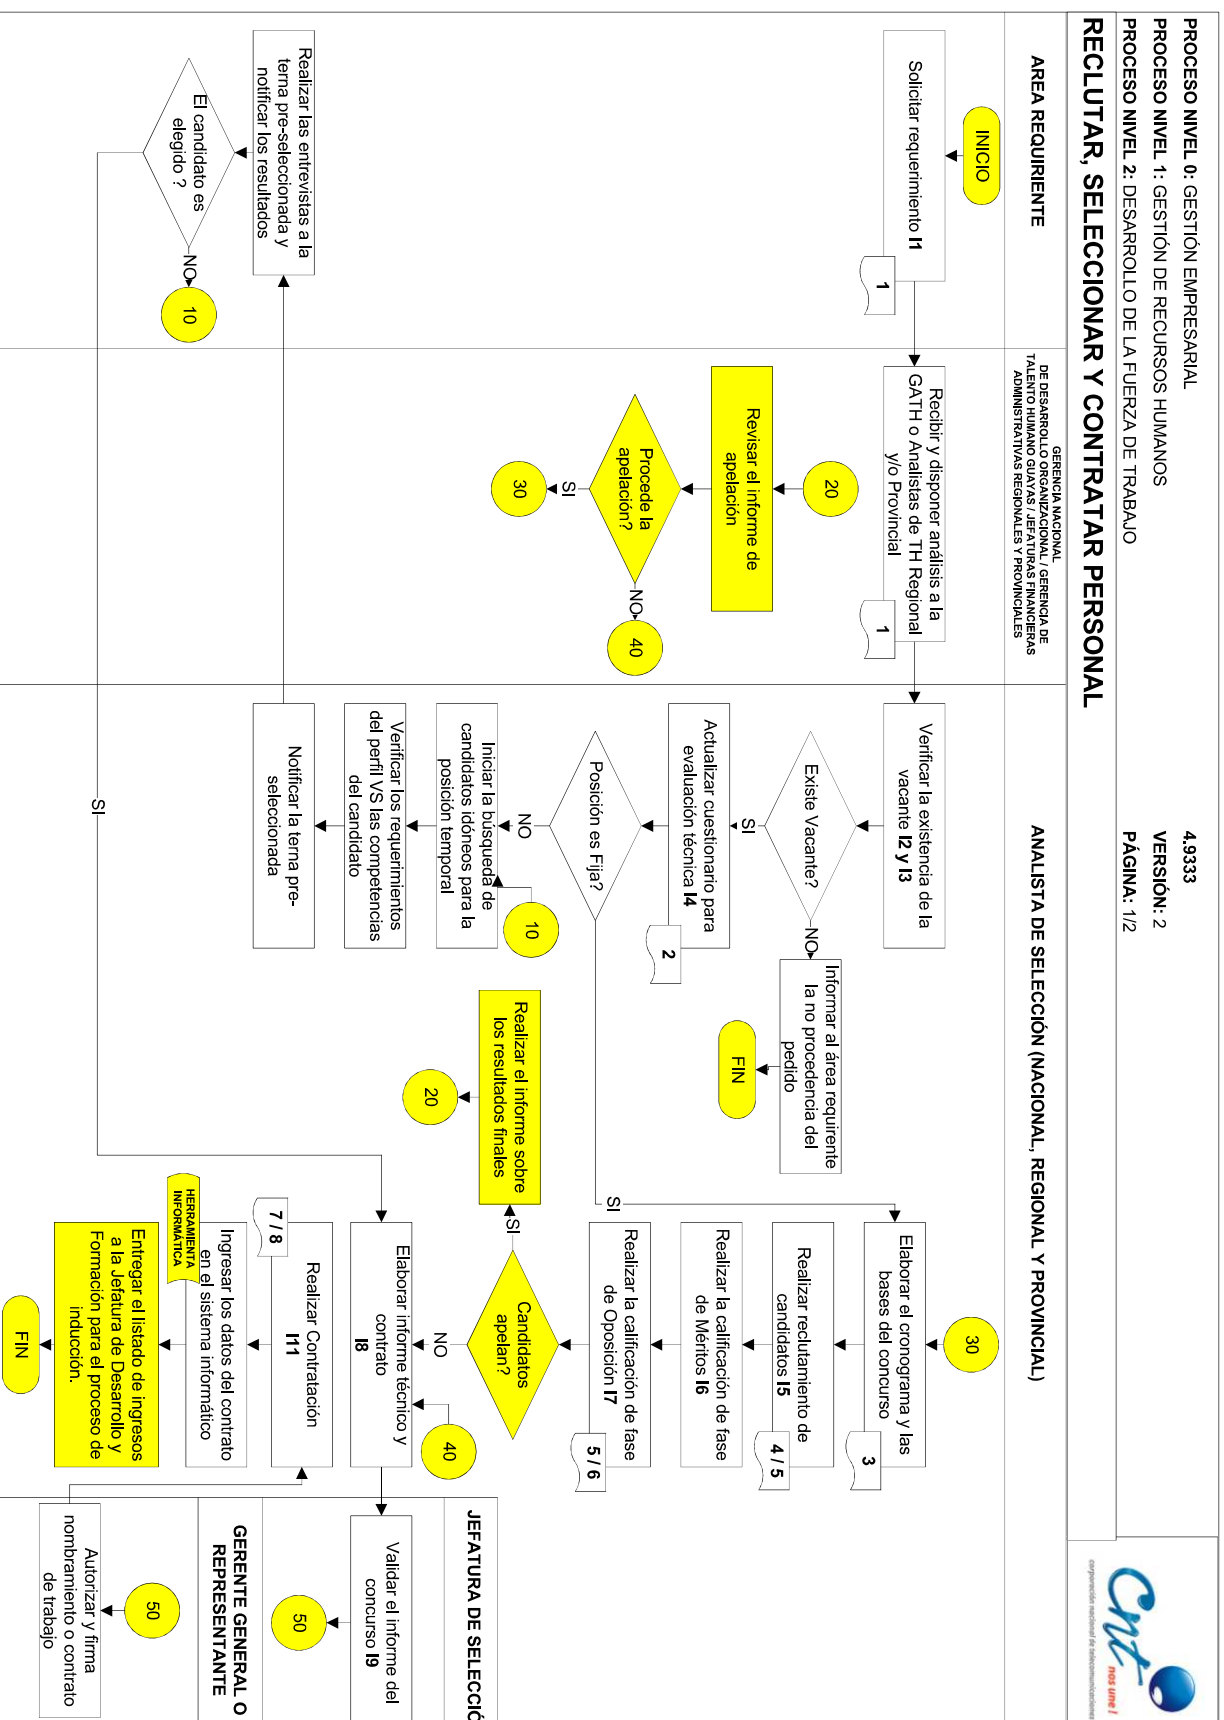 PROCESO NIVEL 0: GESTIÓN EMPRESARIAL
PROCESO NIVEL 1: GESTIÓN DE RECURSOS HUMANOS
PROCESO NIVEL 2: DESARROLLO DE LA FUERZA DE TRABAJO
4.9333
VERSIÓN: 2
PÁGINA: 1/2
cnt
nos une !
corporación nacional de telecomunicaciones
RECLUTAR, SELECCIONAR Y CONTRATAR PERSONAL
AREA REQUIRIENTE
GERENCIA NACIONAL
DE DESARROLLO ORGANIZACIONAL / GERENCIA DE
TALENTO HUMANO GUAYAS / JEFATURAS FINANCIERAS
ADMINISTRATIVAS REGIONALES Y PROVINCIALES
ANALISTA DE SELECCIÓN (NACIONAL, REGIONAL Y PROVINCIAL)
INICIO
Solicitar requerimiento I1
1
Realizar las entrevistas a la
terna pre-seleccionada y
notificar los resultados
El candidato es
elegido ?
NO
10
SI
Recibir y disponer análisis a la
GATH o Analistas de TH Regional
y/o Provincial
1
20
Revisar el informe de
apelación
Procede la
apelación?
NO
40
SI
30
Verificar la existencia de la
vacante I2 y I3
Existe Vacante?
NO
Informar al área requirente
la no procedencia del
pedido
FIN
SI
Actualizar cuestionario para
evaluación técnica I4
2
Posición es Fija?
SI
NO
10
Iniciar la búsqueda de
candidatos idóneos para la
posición temporal
Verificar los requerimientos
del perfil VS las competencias
del candidato
Notificar la terna pre-
seleccionada
30
Elaborar el cronograma y las
bases del concurso
3
Realizar reclutamiento de
candidatos I5
4 / 5
Realizar la calificación de fase
de Méritos I6
Realizar la calificación de fase
de Oposición I7
5 / 6
Candidatos
apelan?
SI
Realizar el informe sobre
los resultados finales
20
NO
40
Elaborar informe técnico y
contrato
I8
Realizar Contratación
I11
7 / 8
Ingresar los datos del contrato
en el sistema informático
HERRAMIENTA
INFORMÁTICA
Entregar el listado de ingresos
a la Jefatura de Desarrollo y
Formación para el proceso de
inducción.
FIN
JEFATURA DE SELECCIÓ
Validar el informe del
concurso I9
50
GERENTE GENERAL O
REPRESENTANTE
50
Autorizar y firma
nombramiento o contrato
de trabajo